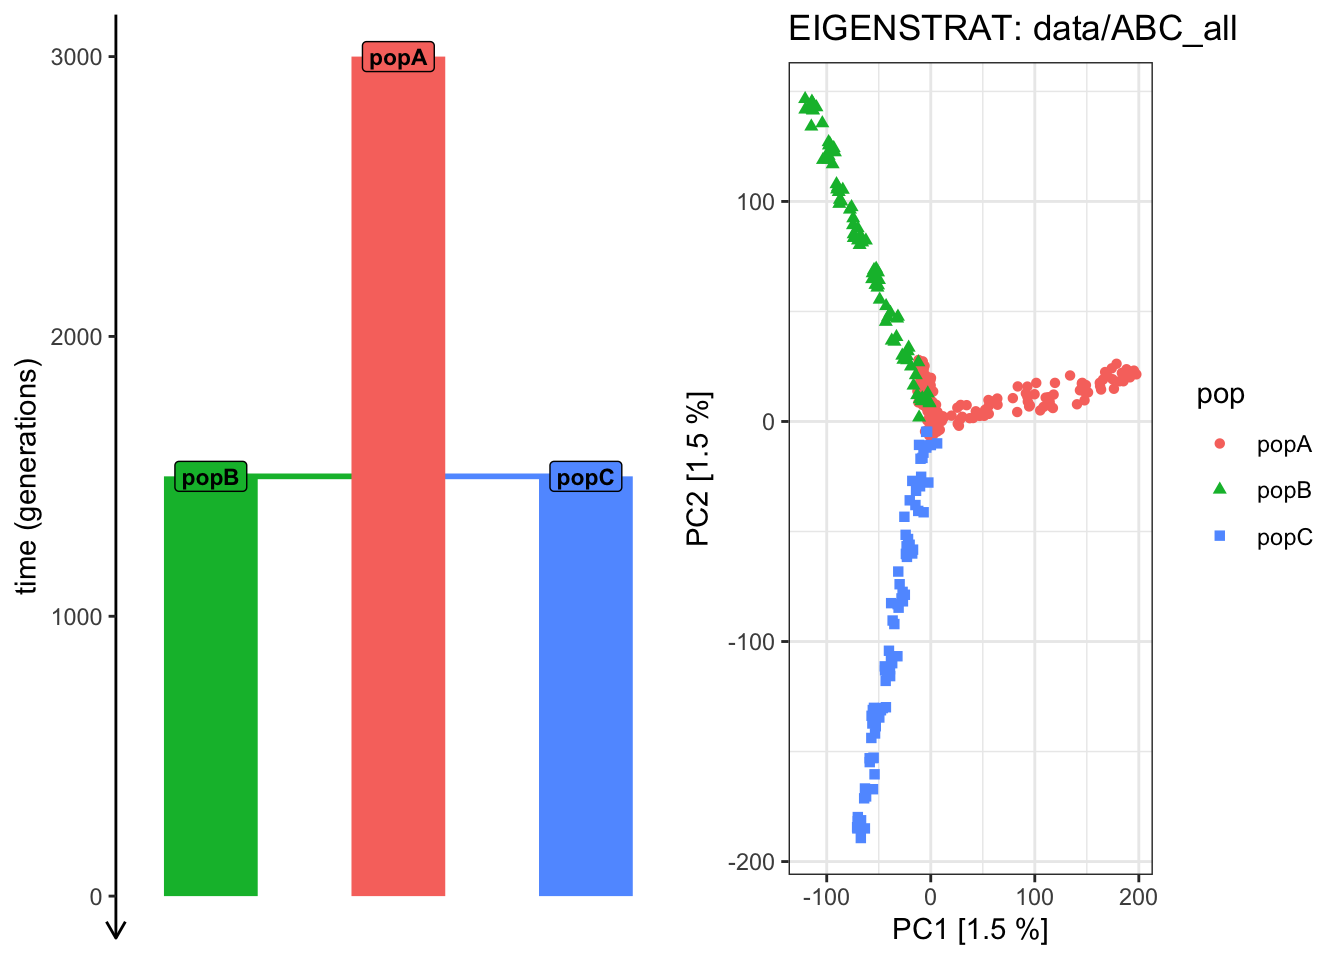 3000
2000
1000
0
time (generations)
popA
popB
popC
EIGENSTRAT: data/ABC_all
100
0
-100
-200
PC2 [1.5 %]
-100
0
100
200
PC1 [1.5 %]
pop
popA
popB
popC